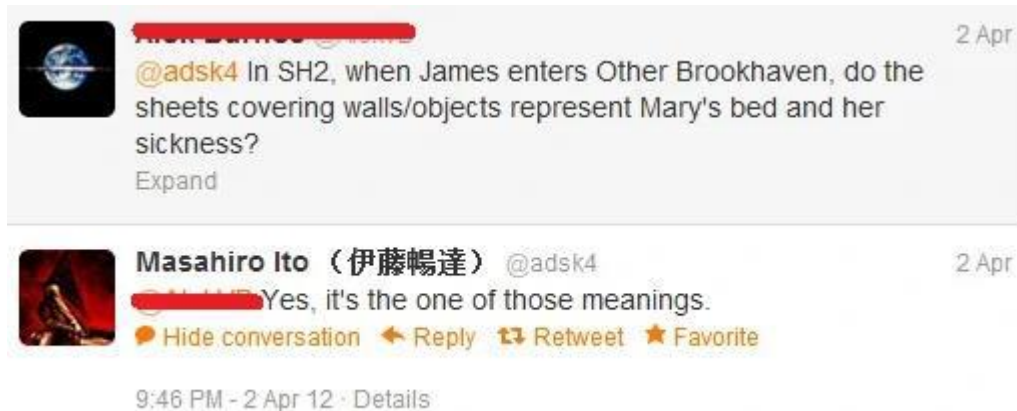 2 Apr
@adsk4 In SH2, when James enters Other Brookhaven, do the
sheets covering walls/objects represent Mary's bed and her
sickness?
Expand
Masahiro Ito （伊藤暢達） @adsk4 2 Apr
Yes, it's the one of those meanings.
Hide conversation Reply Retweet Favorite
9:46 PM - 2 Apr 12 · Details